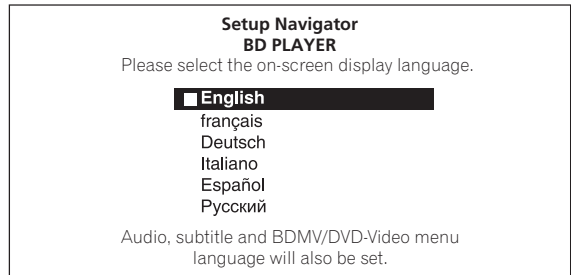 Setup Navigator
BD PLAYER
Please select the on-screen display language.
English
français
Deutsch
Italiano
Español
Русский
Audio, subtitle and BDMV/DVD-Video menu
language will also be set.